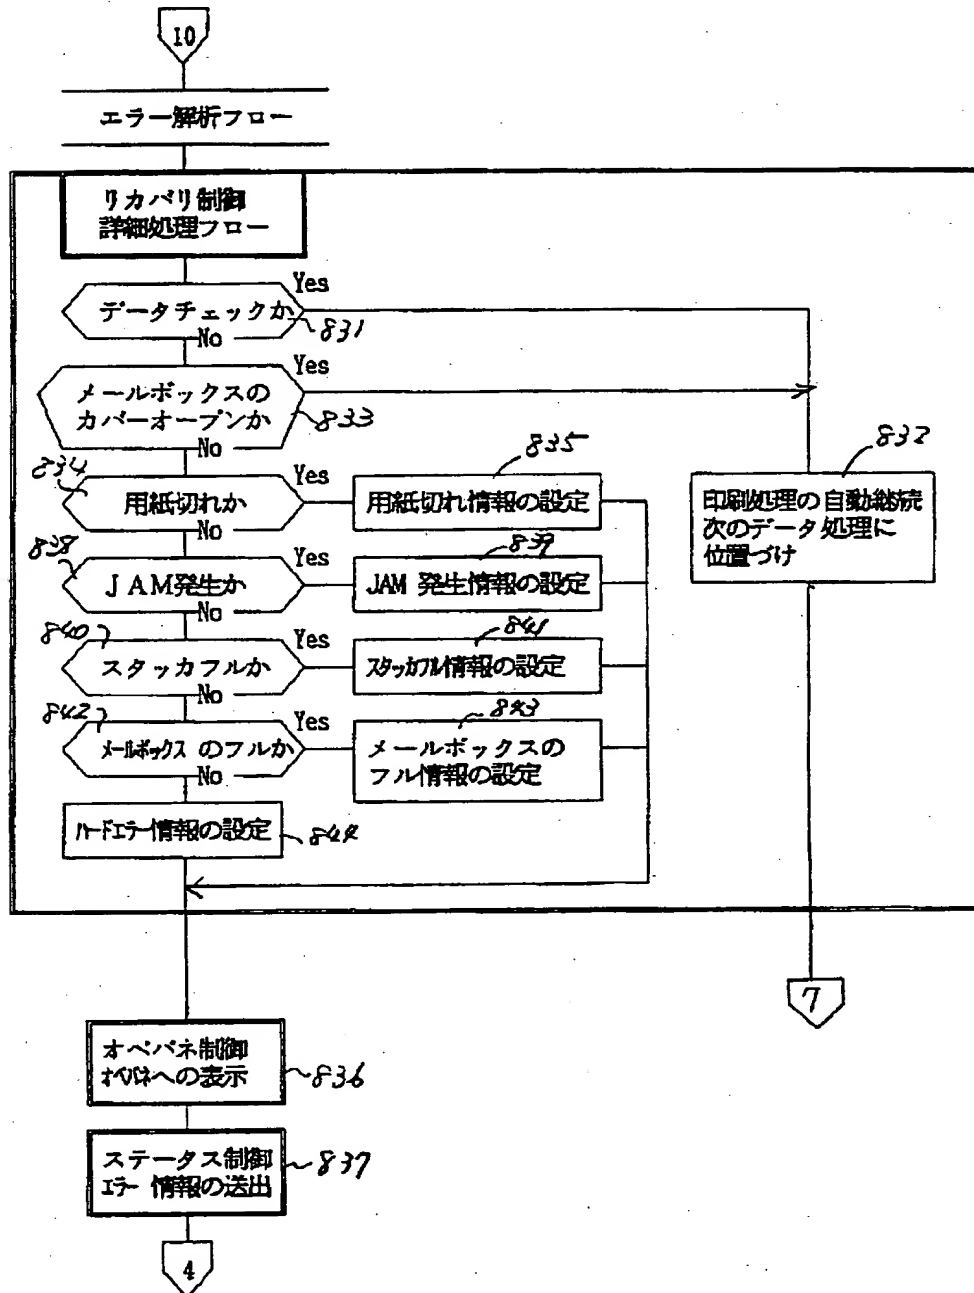 10
エラー解析フロー
リカバリ制御
詳細処理フロー
Yes
データチェックか
831
No
Yes
メールボックスの
カバーオープンか
833
No
832
印刷処理の自動継続
次のデータ処理に
位置づけ
834
用紙切れか
Yes
835
用紙切れ情報の設定
No
838
JAM発生か
Yes
839
JAM 発生情報の設定
No
840
スタッカフルか
Yes
841
スタッカフル情報の設定
No
842
メールボックス のフルか
Yes
843
メールボックスの
フル情報の設定
No
ハードエラー情報の設定
844
7
オペパネ制御
オペパネへの表示
836
ステータス制御
エラー 情報の送出
837
4